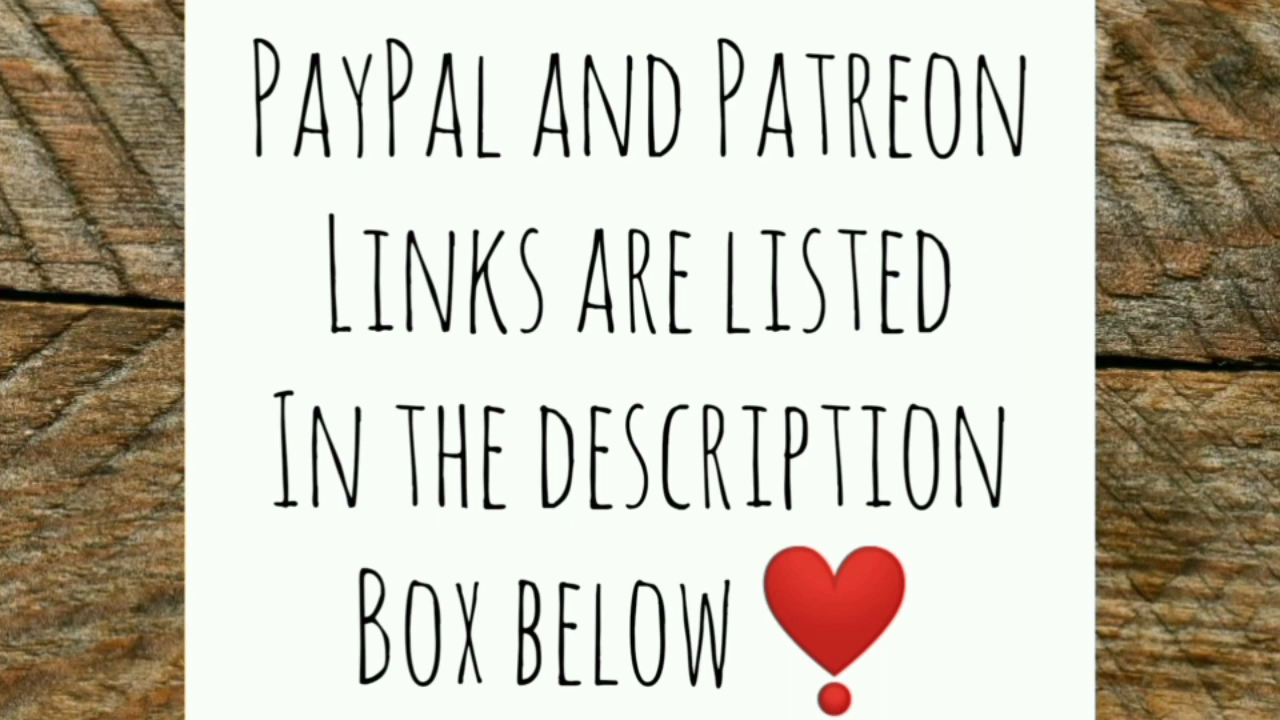 PayPal and Patreon
Links are listed
In the description
Box below ❣️